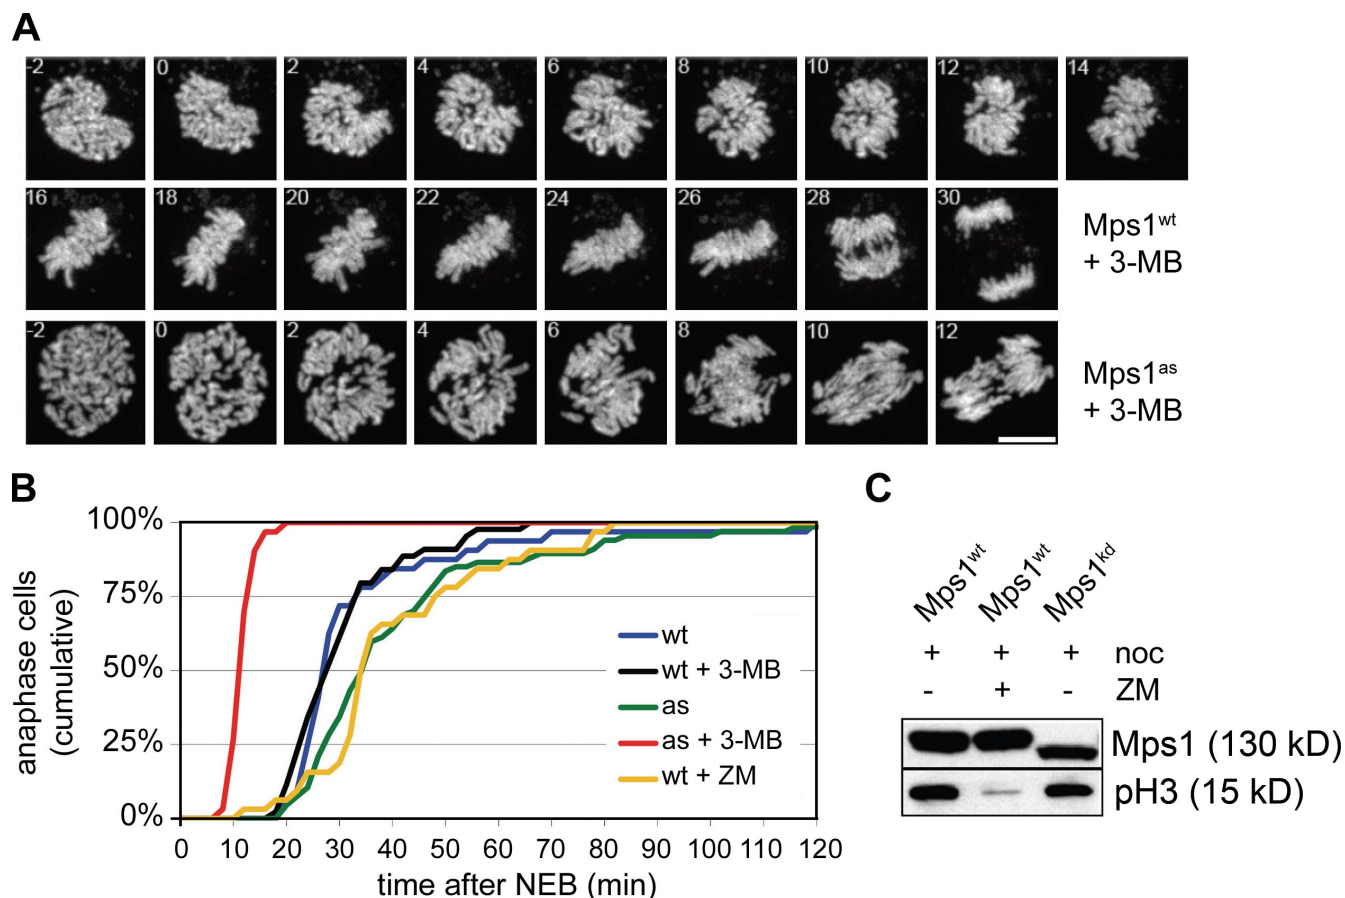 A
-2 0 2 4 6 8 10 12 14
16 18 20 22 24 26 28 30
Mps1wt
+ 3-MB
-2 0 2 4 6 8 10 12
Mps1as
+ 3-MB
B
100%
75%
50%
25%
0%
anaphase cells
(cumulative)
wt
wt + 3-MB
as
as + 3-MB
wt + ZM
0 10 20 30 40 50 60 70 80 90 100 110 120
time after NEB (min)
C
Mps1wt Mps1wt Mps1kd
+ + + noc
- + - ZM
Mps1 (130 kD)
pH3 (15 kD)